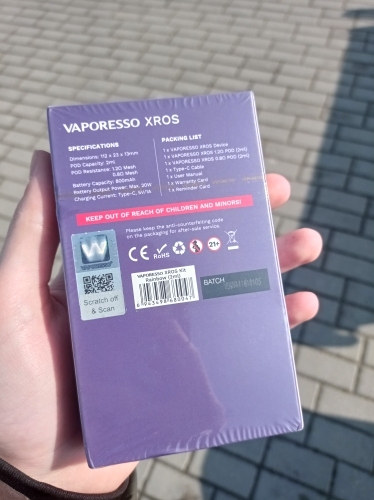 VAPORESSO XROS
SPECIFICATIONS
Dimensions: 112 x 23 x 13mm
POD Capacity: 2ml
POD Resistance: 1.2Ω Mesh
0.8Ω Mesh
Battery Capacity: 800mAh
Battery Output Power: Max. 20W
Charging Current: Type-C, 5V/1A
PACKING LIST
1 x VAPORESSO XROS Device
1 x VAPORESSO XROS 1.2Ω POD (2ml)
1 x VAPORESSO XROS 0.8Ω POD (2ml)
1 x Type-C Cable
1 x User Manual
1 x Warranty Card
1 x Reminder Card
KEEP OUT OF REACH OF CHILDREN AND MINORS!
Please keep the anti-counterfeiting code
on the packaging for after-sale service.
W
Scratch off
& Scan
CE RoHS 21+
VAPORESSO XROS Kit
Rainbow (2ml)
BATCH